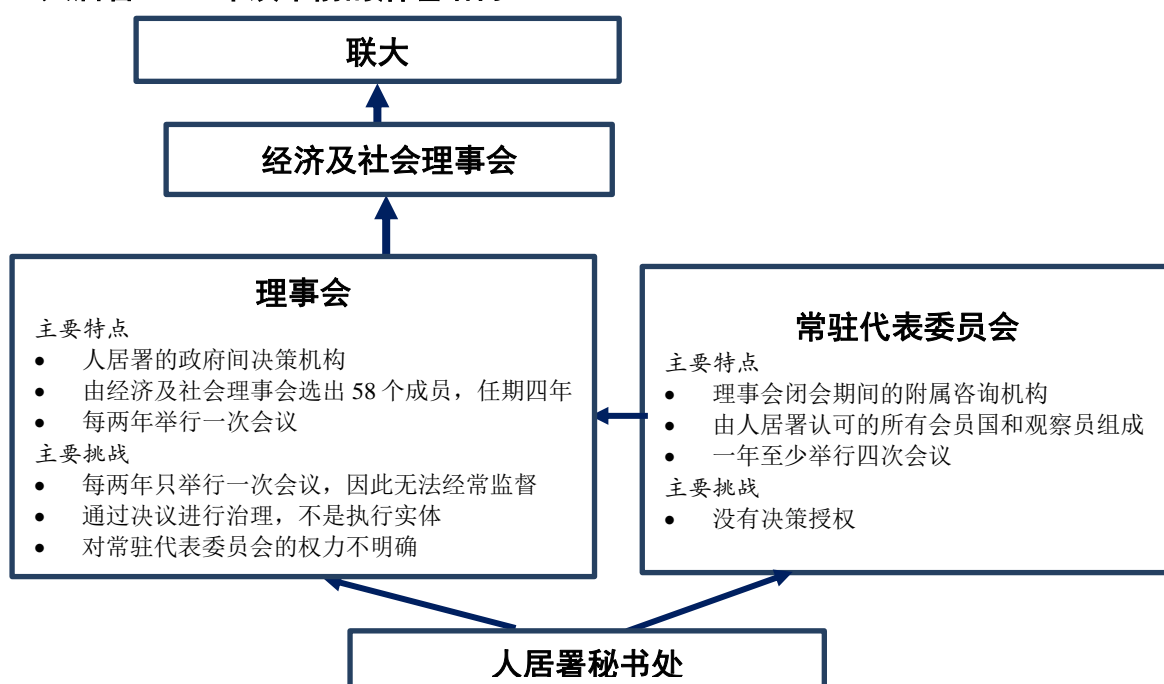 联大
经济及社会理事会
理事会
主要特点
• 人居署的政府间决策机构
• 由经济及社会理事会选出 58 个成员，任期四年
• 每两年举行一次会议
主要挑战
• 每两年只举行一次会议，因此无法经常监督
• 通过决议进行治理，不是执行实体
• 对常驻代表委员会的权力不明确
常驻代表委员会
主要特点
• 理事会闭会期间的附属咨询机构
• 由人居署认可的所有会员国和观察员组成
• 一年至少举行四次会议
主要挑战
• 没有决策授权
人居署秘书处